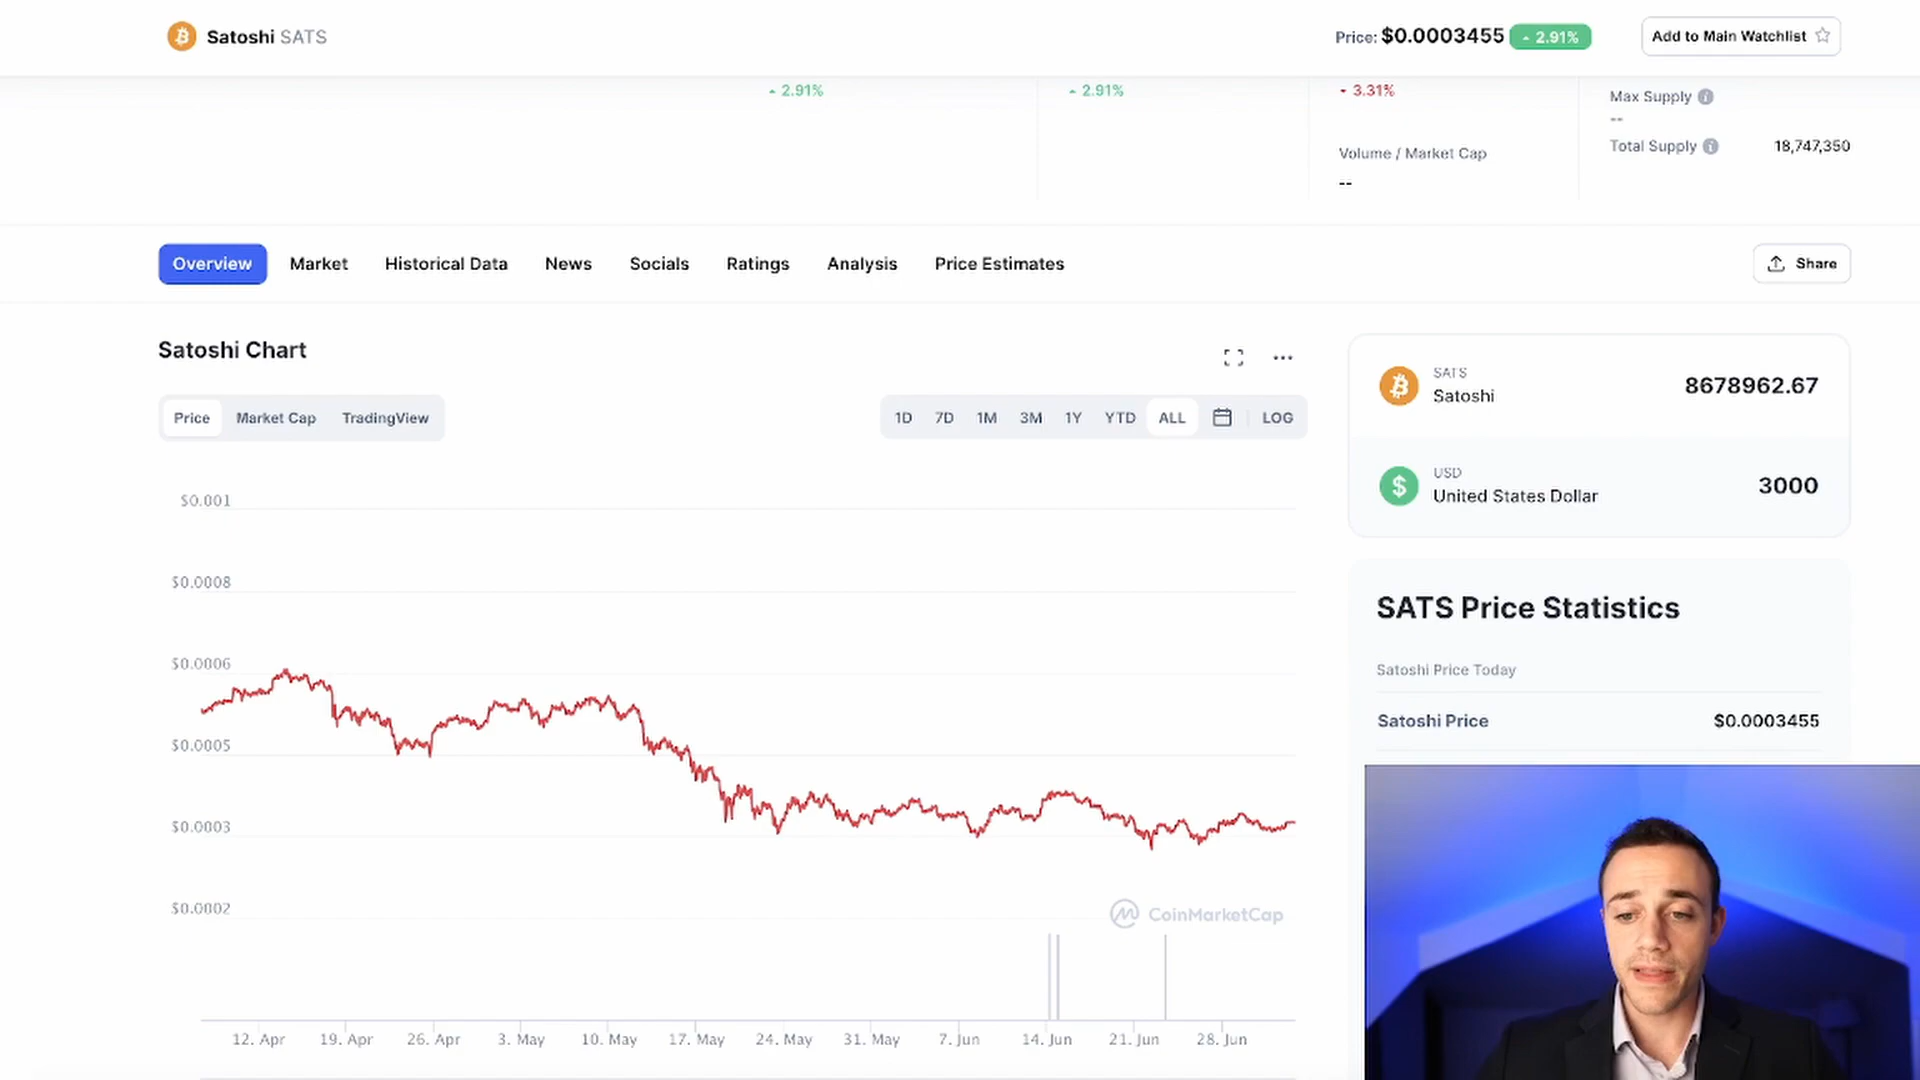 Satoshi SATS
Price: $0.0003455 2.91%
Add to Main Watchlist
2.91%
2.91%
3.31%
Volume / Market Cap
--
Max Supply
--
Total Supply 18,747,350
Overview Market Historical Data News Socials Ratings Analysis Price Estimates
Share
Satoshi Chart
Price Market Cap TradingView
1D 7D 1M 3M 1Y YTD ALL LOG
$0.001
$0.0008
$0.0006
$0.0005
$0.0003
$0.0002
CoinMarketCap
12. Apr 19. Apr 26. Apr 3. May 10. May 17. May 24. May 31. May 7. Jun 14. Jun 21. Jun 28. Jun
SATS
Satoshi
8678962.67
USD
United States Dollar
3000
SATS Price Statistics
Satoshi Price Today
Satoshi Price $0.0003455